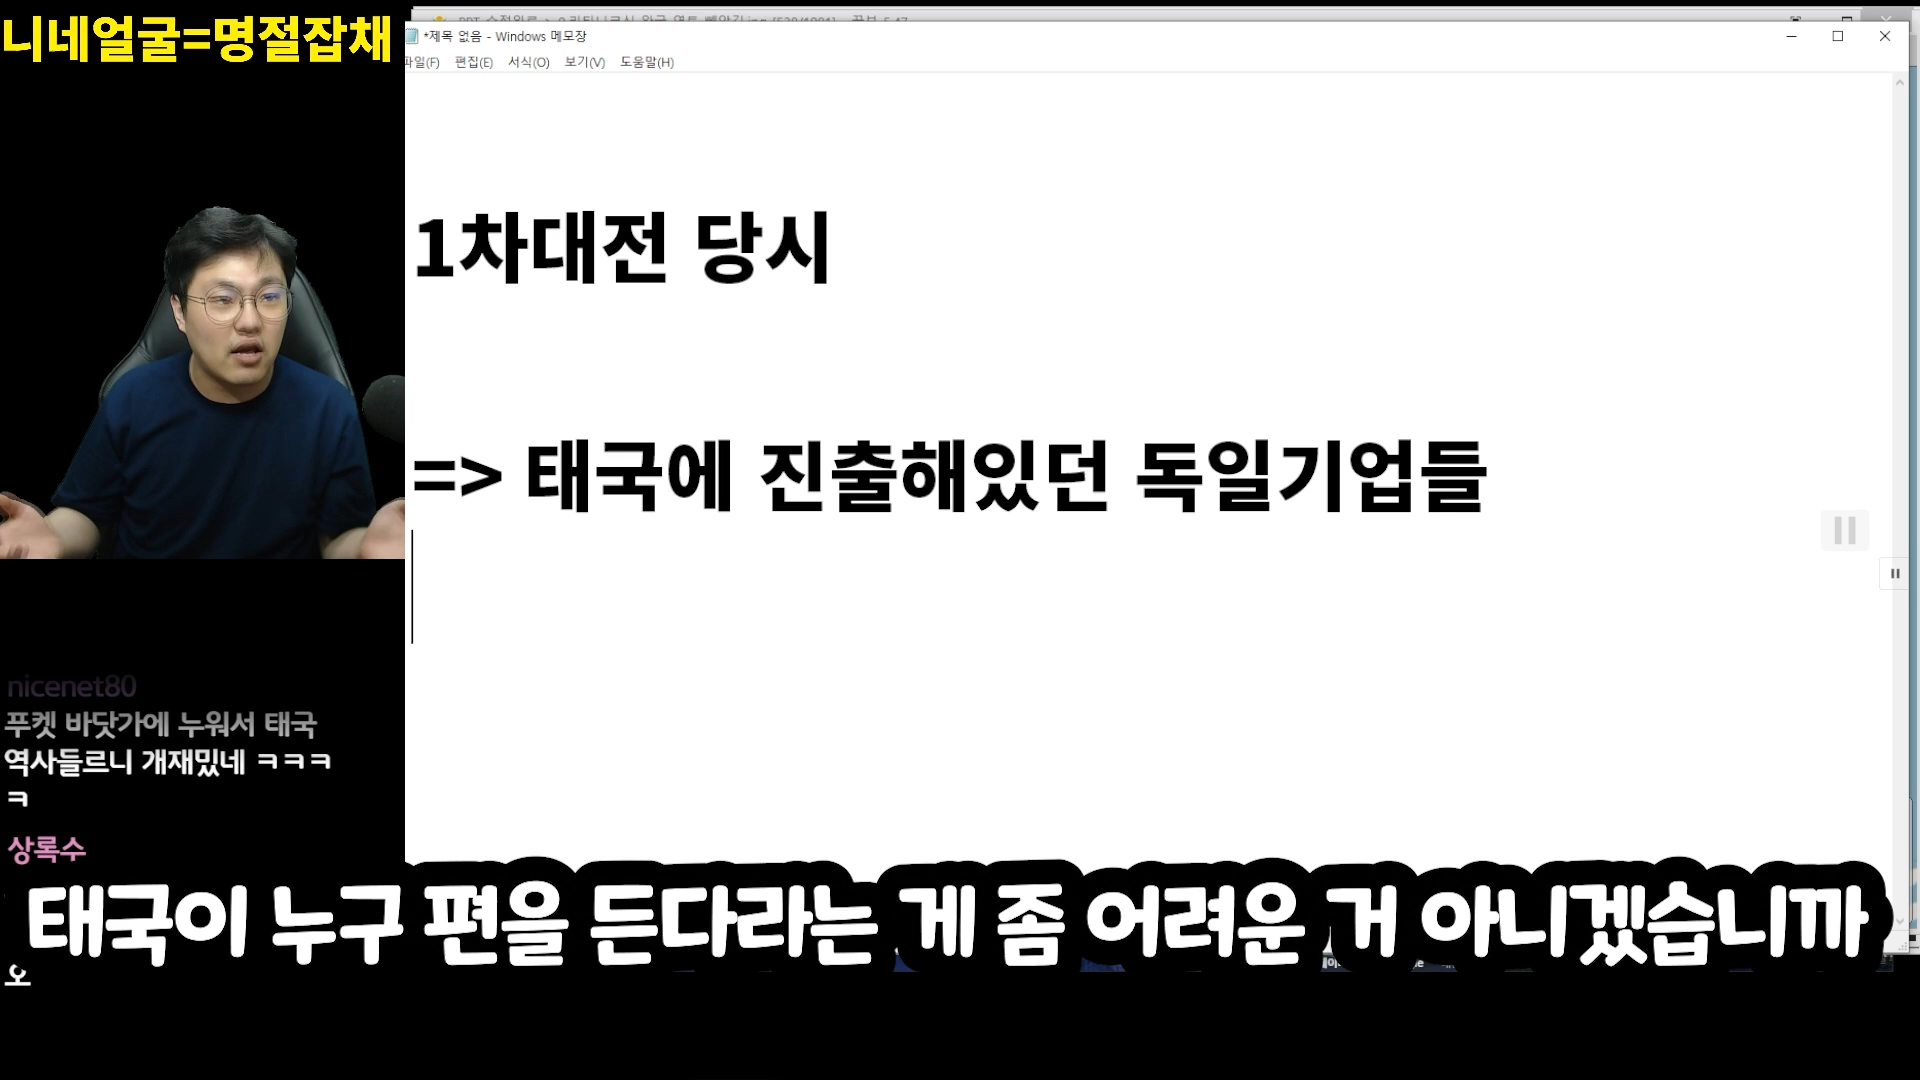 니네얼굴=명절잡채
*제목 없음 - Windows 메모장
파일(F) 편집(E) 서식(O) 보기(V) 도움말(H)
1차대전 당시
=> 태국에 진출해있던 독일기업들
nicenet80
푸켓 바닷가에 누워서 태국
역사들르니 개재밌네 ㅋㅋㅋ
ㅋ
상록수
태국이 누구 편을 든다라는 게 좀 어려운 거 아니겠습니까
오